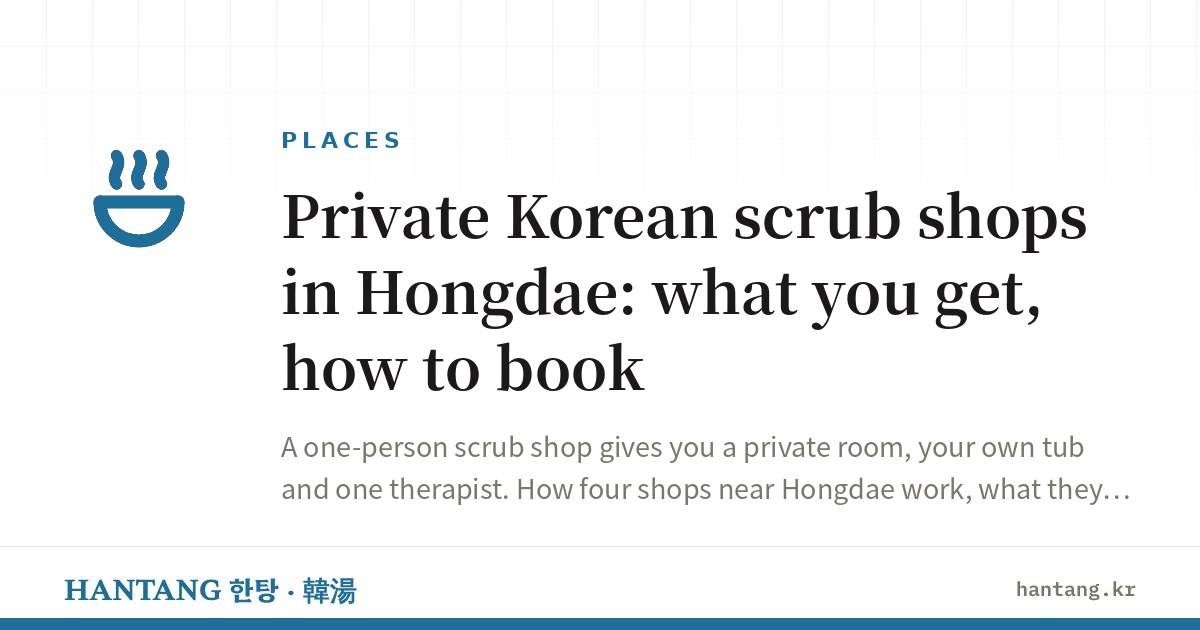 PLACES
Private Korean scrub shops
in Hongdae: what you get,
how to book
A one-person scrub shop gives you a private room, your own tub
and one therapist. How four shops near Hongdae work, what they…
HANTANG 한탕 · 韓湯
hantang.kr